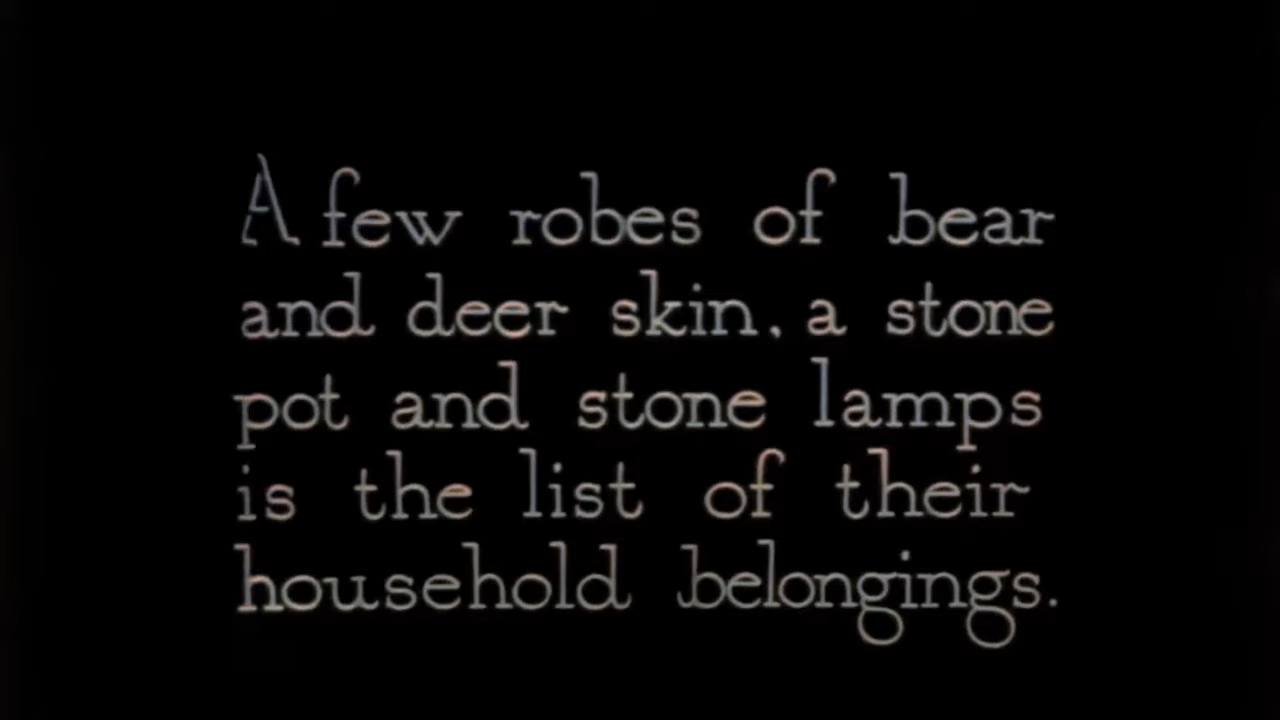 A few robes of bear
and deer skin, a stone
pot and stone lamps
is the list of their
household belongings.